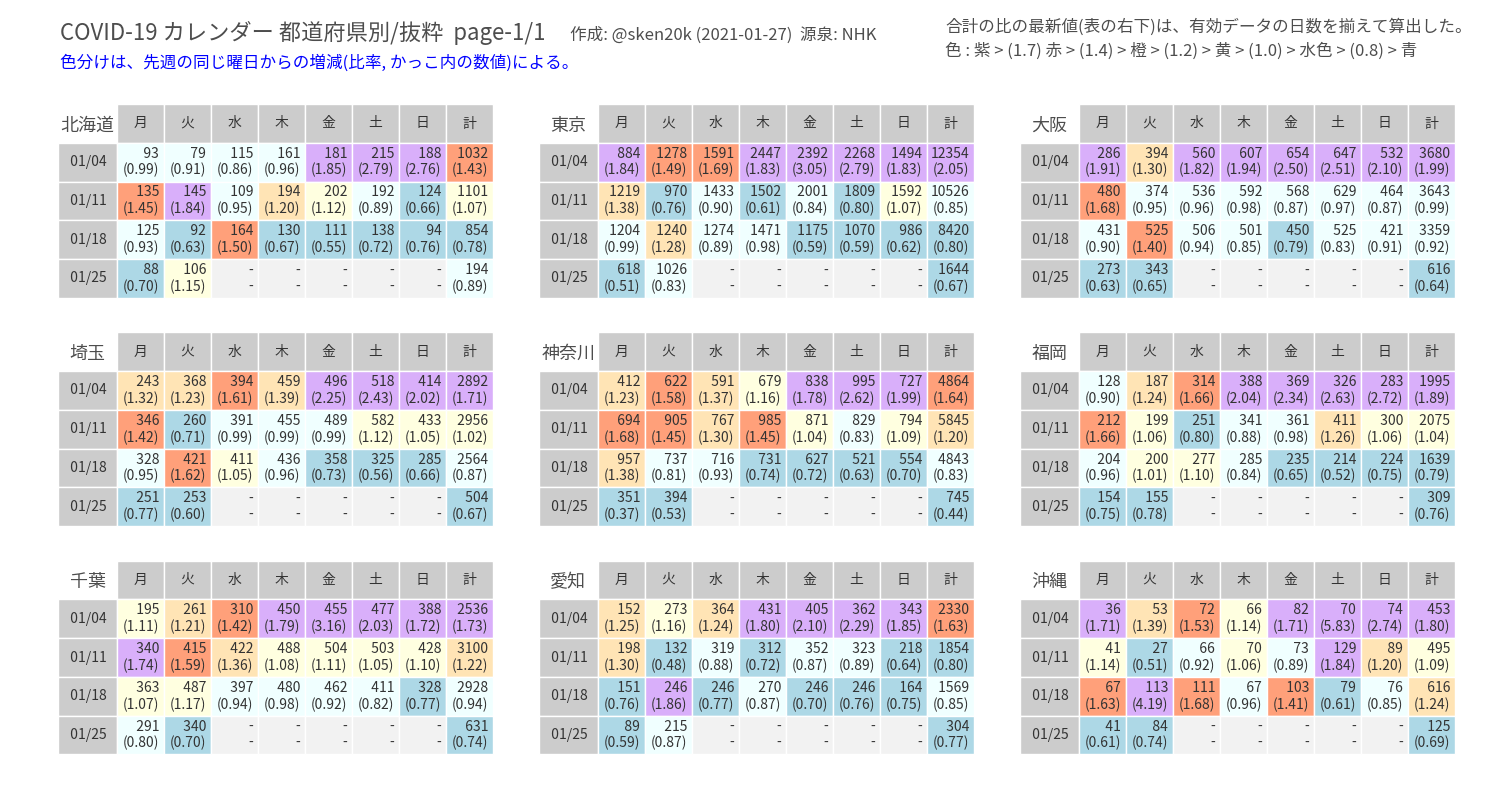 COVID-19 カレンダー 都道府県別/抜粋 page-1/1 作成: @sken20k (2021-01-27) 源泉: NHK
合計の比の最新値(表の右下)は、有効データの日数を揃えて算出した。
色分けは、先週の同じ曜日からの増減(比率, かっこ内の数値)による。
色 : 紫 > (1.7) 赤 > (1.4) 橙 > (1.2) 黄 > (1.0) > 水色 > (0.8) > 青
北海道 月 火 水 木 金 土 日 計
01/04 93 79 115 161 181 215 188 1032
(0.99) (0.91) (0.86) (0.96) (1.85) (2.79) (2.76) (1.43)
01/11 135 145 109 194 202 192 124 1101
(1.45) (1.84) (0.95) (1.20) (1.12) (0.89) (0.66) (1.07)
01/18 125 92 164 130 111 138 94 854
(0.93) (0.63) (1.50) (0.67) (0.55) (0.72) (0.76) (0.78)
01/25 88 106 - - - - - 194
(0.70) (1.15) - - - - - (0.89)
東京 月 火 水 木 金 土 日 計
01/04 884 1278 1591 2447 2392 2268 1494 12354
(1.84) (1.49) (1.69) (1.83) (3.05) (2.79) (1.83) (2.05)
01/11 1219 970 1433 1502 2001 1809 1592 10526
(1.38) (0.76) (0.90) (0.61) (0.84) (0.80) (1.07) (0.85)
01/18 1204 1240 1274 1471 1175 1070 986 8420
(0.99) (1.28) (0.89) (0.98) (0.59) (0.59) (0.62) (0.80)
01/25 618 1026 - - - - - 1644
(0.51) (0.83) - - - - - (0.67)
大阪 月 火 水 木 金 土 日 計
01/04 286 394 560 607 654 647 532 3680
(1.91) (1.30) (1.82) (1.94) (2.50) (2.51) (2.10) (1.99)
01/11 480 374 536 592 568 629 464 3643
(1.68) (0.95) (0.96) (0.98) (0.87) (0.97) (0.87) (0.99)
01/18 431 525 506 501 450 525 421 3359
(0.90) (1.40) (0.94) (0.85) (0.79) (0.83) (0.91) (0.92)
01/25 273 343 - - - - - 616
(0.63) (0.65) - - - - - (0.64)
埼玉 月 火 水 木 金 土 日 計
01/04 243 368 394 459 496 518 414 2892
(1.32) (1.23) (1.61) (1.39) (2.25) (2.43) (2.02) (1.71)
01/11 346 260 391 455 489 582 433 2956
(1.42) (0.71) (0.99) (0.99) (0.99) (1.12) (1.05) (1.02)
01/18 328 421 411 436 358 325 285 2564
(0.95) (1.62) (1.05) (0.96) (0.73) (0.56) (0.66) (0.87)
01/25 251 253 - - - - - 504
(0.77) (0.60) - - - - - (0.67)
神奈川 月 火 水 木 金 土 日 計
01/04 412 622 591 679 838 995 727 4864
(1.23) (1.58) (1.37) (1.16) (1.78) (2.62) (1.99) (1.64)
01/11 694 905 767 985 871 829 794 5845
(1.68) (1.45) (1.30) (1.45) (1.04) (0.83) (1.09) (1.20)
01/18 957 737 716 731 627 521 554 4843
(1.38) (0.81) (0.93) (0.74) (0.72) (0.63) (0.70) (0.83)
01/25 351 394 - - - - - 745
(0.37) (0.53) - - - - - (0.44)
福岡 月 火 水 木 金 土 日 計
01/04 128 187 314 388 369 326 283 1995
(0.90) (1.24) (1.66) (2.04) (2.34) (2.63) (2.72) (1.89)
01/11 212 199 251 341 361 411 300 2075
(1.66) (1.06) (0.80) (0.88) (0.98) (1.26) (1.06) (1.04)
01/18 204 200 277 285 235 214 224 1639
(0.96) (1.01) (1.10) (0.84) (0.65) (0.52) (0.75) (0.79)
01/25 154 155 - - - - - 309
(0.75) (0.78) - - - - - (0.76)
千葉 月 火 水 木 金 土 日 計
01/04 195 261 310 450 455 477 388 2536
(1.11) (1.21) (1.42) (1.79) (3.16) (2.03) (1.72) (1.73)
01/11 340 415 422 488 504 503 428 3100
(1.74) (1.59) (1.36) (1.08) (1.11) (1.05) (1.10) (1.22)
01/18 363 487 397 480 462 411 328 2928
(1.07) (1.17) (0.94) (0.98) (0.92) (0.82) (0.77) (0.94)
01/25 291 340 - - - - - 631
(0.80) (0.70) - - - - - (0.74)
愛知 月 火 水 木 金 土 日 計
01/04 152 273 364 431 405 362 343 2330
(1.25) (1.16) (1.24) (1.80) (2.10) (2.29) (1.85) (1.63)
01/11 198 132 319 312 352 323 218 1854
(1.30) (0.48) (0.88) (0.72) (0.87) (0.89) (0.64) (0.80)
01/18 151 246 246 270 246 246 164 1569
(0.76) (1.86) (0.77) (0.87) (0.70) (0.76) (0.75) (0.85)
01/25 89 215 - - - - - 304
(0.59) (0.87) - - - - - (0.77)
沖縄 月 火 水 木 金 土 日 計
01/04 36 53 72 66 82 70 74 453
(1.71) (1.39) (1.53) (1.14) (1.71) (5.83) (2.74) (1.80)
01/11 41 27 66 70 73 129 89 495
(1.14) (0.51) (0.92) (1.06) (0.89) (1.84) (1.20) (1.09)
01/18 67 113 111 67 103 79 76 616
(1.63) (4.19) (1.68) (0.96) (1.41) (0.61) (0.85) (1.24)
01/25 41 84 - - - - - 125
(0.61) (0.74) - - - - - (0.69)